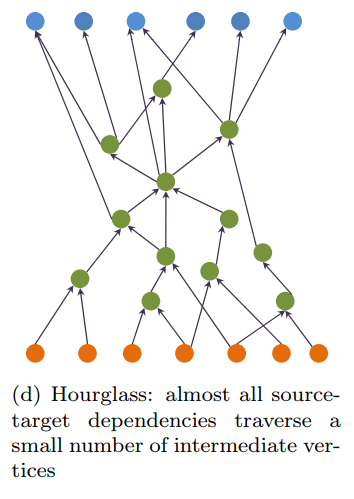 (d) Hourglass: almost all source-
target dependencies traverse a
small number of intermediate ver-
tices